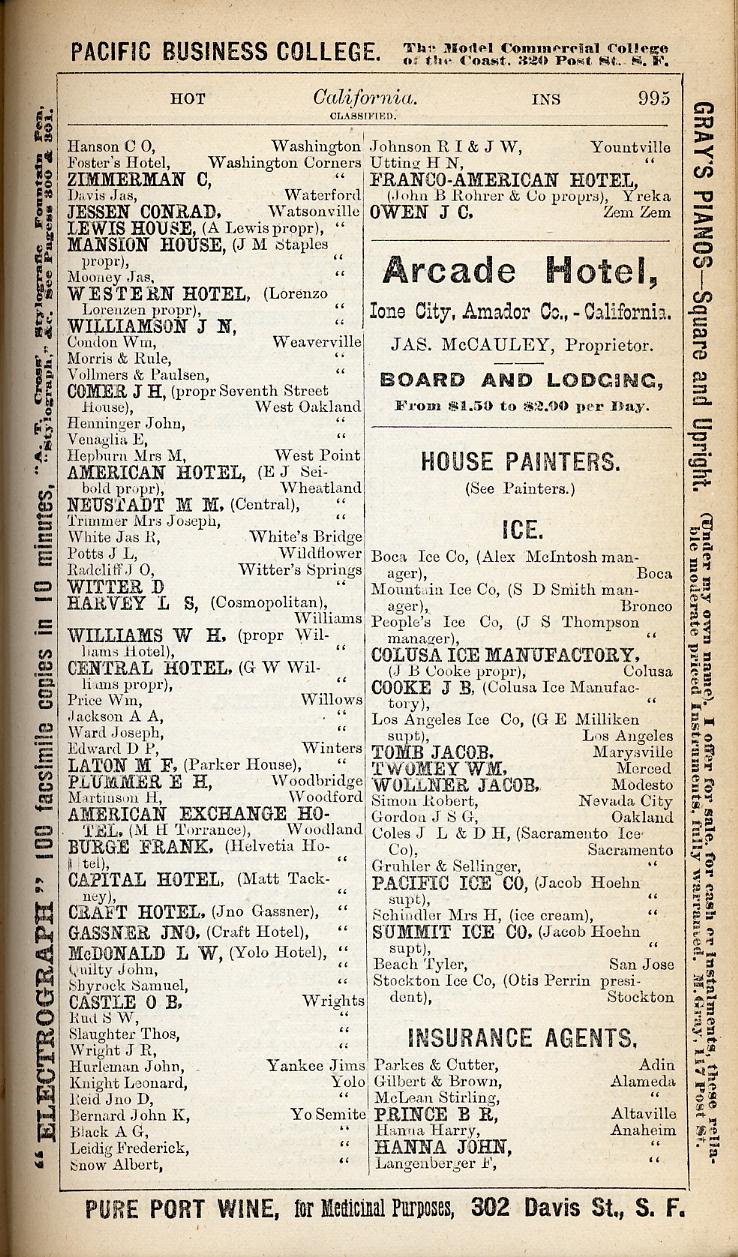 PACIFIC BUSINESS COLLEGE. The Model Commercial College
of the Coast. 320 Post St. S. F.
HOT California. INS 995
CLASSIFIED.
Hanson C O, Washington
Foster's Hotel, Washington Corners
ZIMMERMAN C, "
Davis Jas, Waterford
JESSEN CONRAD, Watsonville
LEWIS HOUSE, (A Lewis propr), "
MANSION HOUSE, (J M Staples
propr), "
Mooney Jas, "
WESTERN HOTEL, (Lorenzo
Lorenzen propr), "
WILLIAMSON J N, "
Condon Wm, Weaverville
Morris & Rule, "
Vollmers & Paulsen, "
COMER J H, (propr Seventh Street
House), West Oakland
Henninger John, "
Venaglia E, "
Hepburn Mrs M, West Point
AMERICAN HOTEL, (E J Sei-
bold propr), Wheatland
NEUSTADT M M, (Central), "
Trimmer Mrs Joseph, "
White Jas R, White's Bridge
Potts J L, Wildflower
Radcliff J O, Witter's Springs
WITTER D "
HARVEY L S, (Cosmopolitan),
Williams
WILLIAMS W H, (propr Wil-
liams Hotel), "
CENTRAL HOTEL, (G W Wil-
liams propr), "
Price Wm, Willows
Jackson A A, "
Ward Joseph, "
Edward D P, Winters
LATON M F, (Parker House), "
PLUMMER E H, Woodbridge
Martinson H, Woodford
AMERICAN EXCHANGE HO-
TEL, (M H Torrance), Woodland
BURGE FRANK, (Helvetia Ho-
tel), "
CAPITAL HOTEL, (Matt Tack-
ney), "
CRAFT HOTEL, (Jno Gassner), "
GASSNER JNO, (Craft Hotel), "
McDONALD L W, (Yolo Hotel), "
Quilty John, "
Shyrock Samuel, "
CASTLE O B, Wrights
Rud S W, "
Slaughter Thos, "
Wright J R, "
Hurleman John, Yankee Jims
Knight Leonard, Yolo
Reid Jno D, "
Bernard John K, Yo Semite
Black A G, "
Leidig Frederick, "
Snow Albert, "
Johnson R I & J W, Yountville
Utting H N, "
FRANCO-AMERICAN HOTEL,
(John B Rohrer & Co proprs), Yreka
OWEN J C, Zem Zem
Arcade Hotel,
Ione City, Amador Co., - California.
JAS. McCAULEY, Proprietor.
BOARD AND LODGING,
From $1.50 to $2.00 per Day.
HOUSE PAINTERS.
(See Painters.)
ICE.
Boca Ice Co, (Alex McIntosh man-
ager), Boca
Mountain Ice Co, (S D Smith man-
ager), Bronco
People's Ice Co, (J S Thompson
manager), "
COLUSA ICE MANUFACTORY,
(J B Cooke propr), Colusa
COOKE J B, (Colusa Ice Manufac-
tory), "
Los Angeles Ice Co, (G E Milliken
supt), Los Angeles
TOMB JACOB, Marysville
TWOMEY WM, Merced
WOLLNER JACOB, Modesto
Simon Robert, Nevada City
Gordon J S G, Oakland
Coles J L & D H, (Sacramento Ice
Co), Sacramento
Gruhler & Sellinger, "
PACIFIC ICE CO, (Jacob Hoehn
supt), "
Schindler Mrs H, (ice cream), "
SUMMIT ICE CO, (Jacob Hoehn
supt), "
Beach Tyler, San Jose
Stockton Ice Co, (Otis Perrin presi-
dent), Stockton
INSURANCE AGENTS.
Parkes & Cutter, Adin
Gilbert & Brown, Alameda
McLean Stirling, "
PRINCE B R, Altaville
Hanna Harry, Anaheim
HANNA JOHN, "
Langenberger F, "
PURE PORT WINE, for Medicinal Purposes, 302 Davis St., S. F.
"ELECTROGRAPH" 100 facsimile copies in 10 minutes, "A. T. Cross' Stylografic Fountain Pen,
"Stylograph," &c. See Pages 300 & 301.
GRAY'S PIANOS—Square and Upright. (Under my own name). I offer for sale, for cash or instalments, these relia-
ble moderate priced Instruments, fully warranted. M. Gray, 117 Post St.